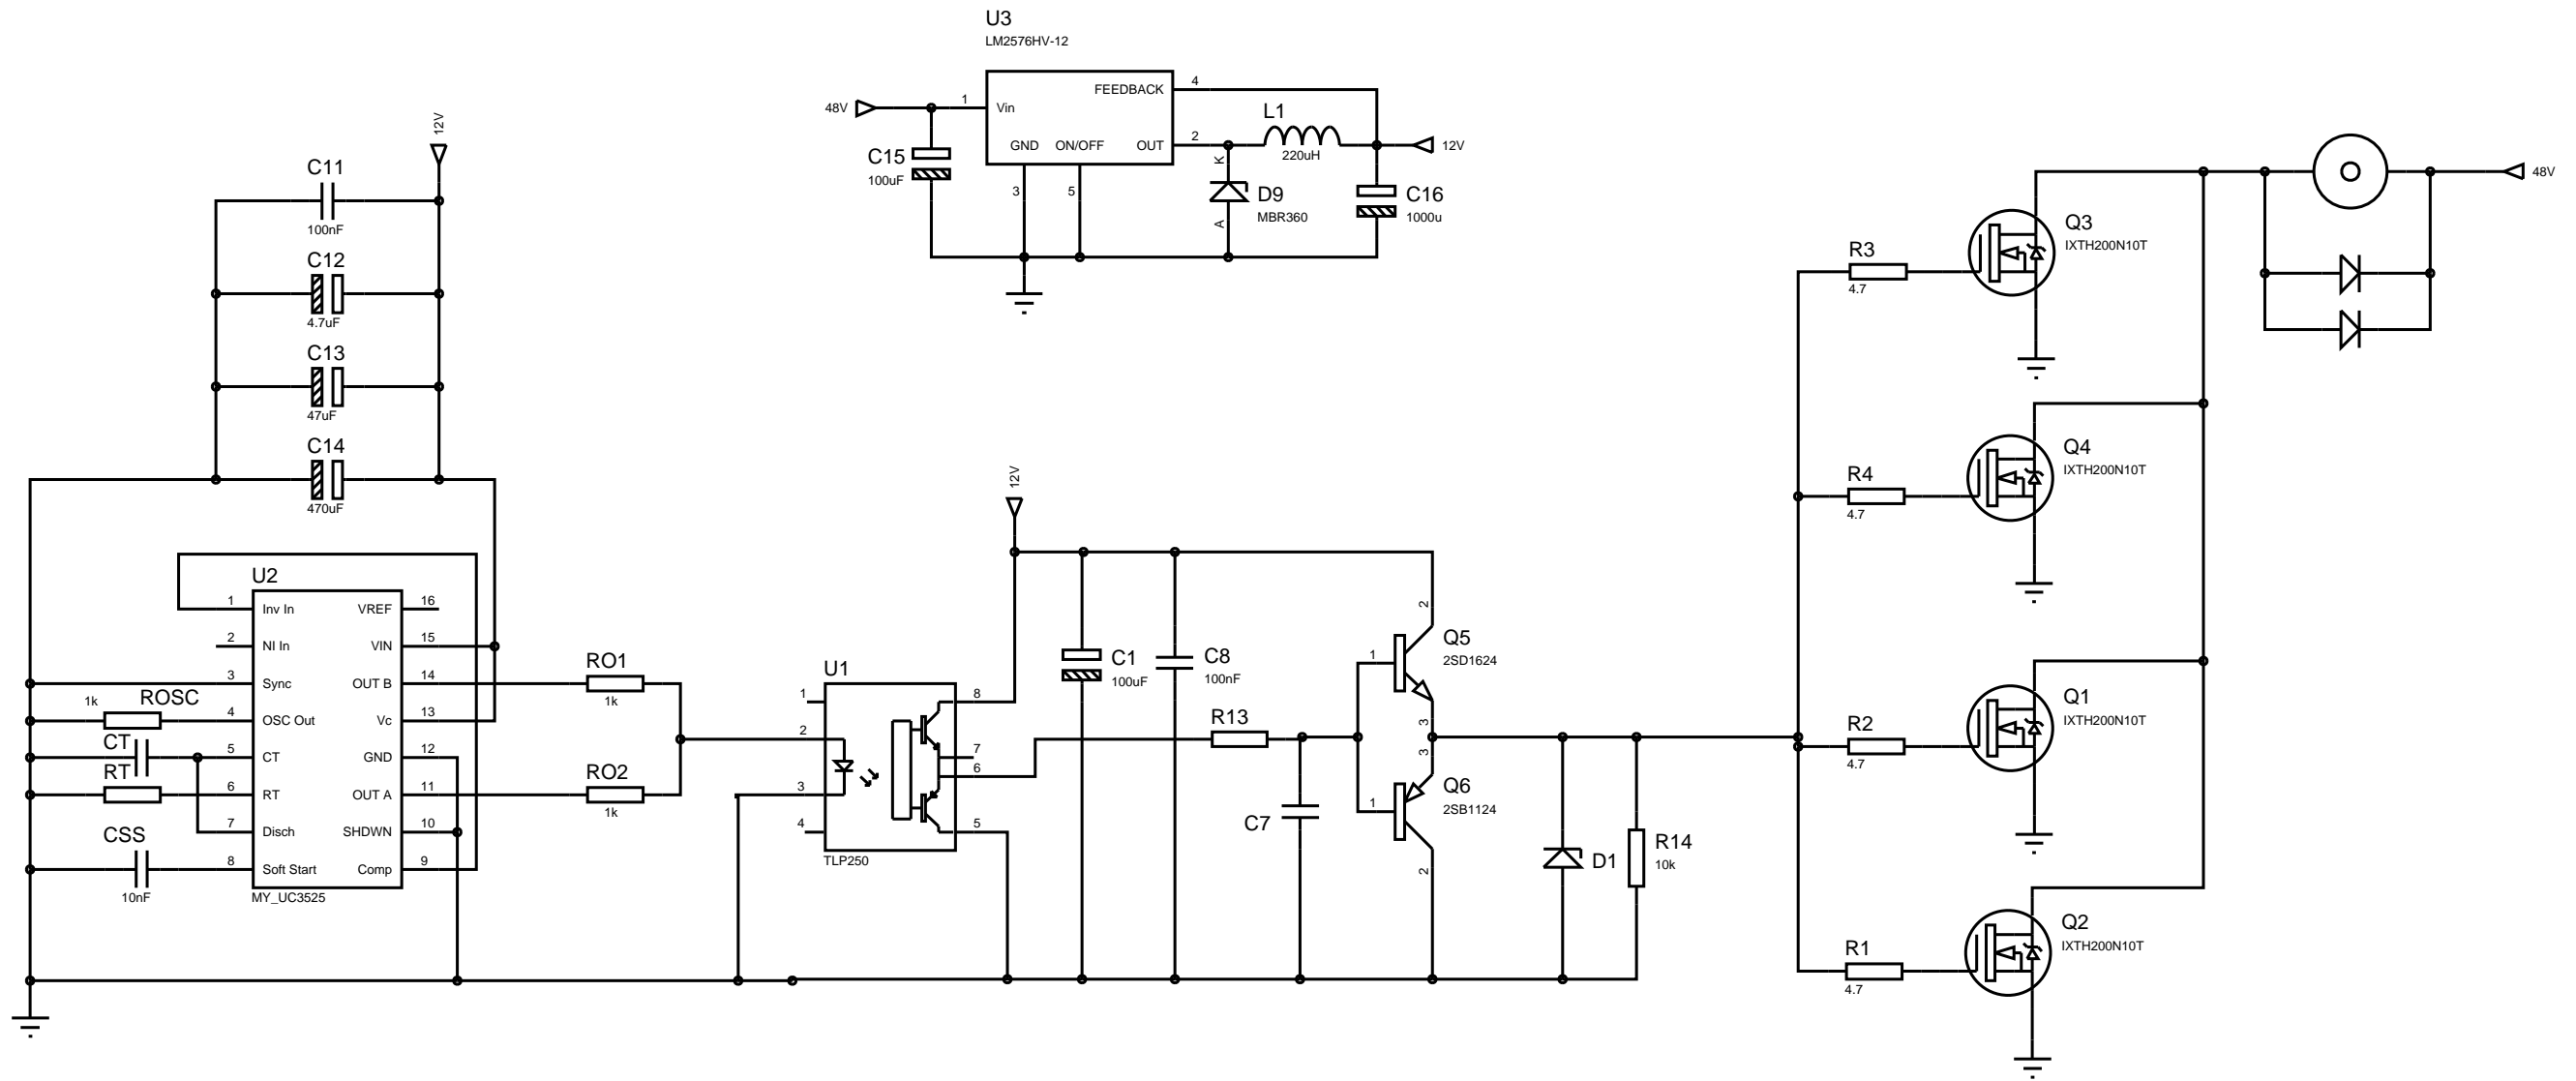 U3
LM2576HV-12
48V
1
Vin
FEEDBACK
4
GND
ON/OFF
OUT
2
3
5
C15
100uF
L1
220uH
K
A
D9
MBR360
12V
C16
1000u
12V
C11
100nF
C12
4.7uF
C13
47uF
C14
470uF
U2
MY_UC3525
1
Inv In
2
NI In
3
Sync
4
OSC Out
5
CT
6
RT
7
Disch
8
Soft Start
VREF
16
VIN
15
OUT B
14
Vc
13
GND
12
OUT A
11
SHDWN
10
Comp
9
1k
ROSC
CT
RT
CSS
10nF
RO1
1k
RO2
1k
U1
TLP250
1
2
3
4
8
7
6
5
12V
C1
100uF
C8
100nF
R13
C7
2
1
Q5
2SD1624
3
3
1
Q6
2SB1124
2
D1
R14
10k
R3
4.7
Q3
IXTH200N10T
R4
4.7
Q4
IXTH200N10T
R2
4.7
Q1
IXTH200N10T
R1
4.7
Q2
IXTH200N10T
48V